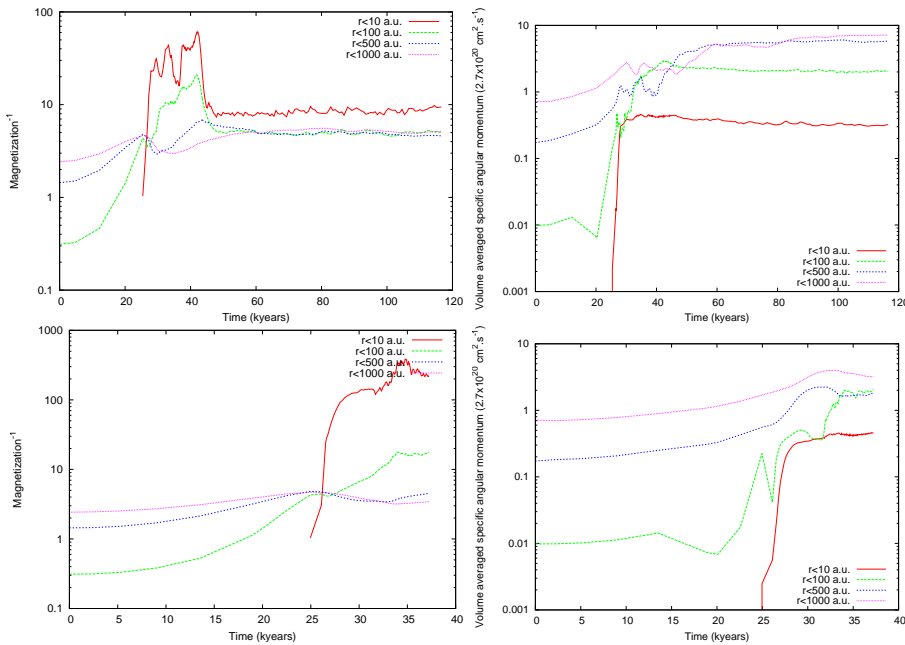 100
10
1
0.1
0 20 40 60 80 100 120
Time (kyears)
Magnetization⁻¹
r<10 a.u.
r<100 a.u.
r<500 a.u.
r<1000 a.u.
10
1
0.1
0.01
0.001
0 20 40 60 80 100 120
Time (kyears)
Volume averaged specific angular momentum (2.7x10²⁰ cm².s⁻¹)
r<10 a.u.
r<100 a.u.
r<500 a.u.
r<1000 a.u.
1000
100
10
1
0.1
0 5 10 15 20 25 30 35 40
Time (kyears)
Magnetization⁻¹
r<10 a.u.
r<100 a.u.
r<500 a.u.
r<1000 a.u.
10
1
0.1
0.01
0.001
0 5 10 15 20 25 30 35 40
Time (kyears)
Volume averaged specific angular momentum (2.7x10²⁰ cm².s⁻¹)
r<10 a.u.
r<100 a.u.
r<500 a.u.
r<1000 a.u.